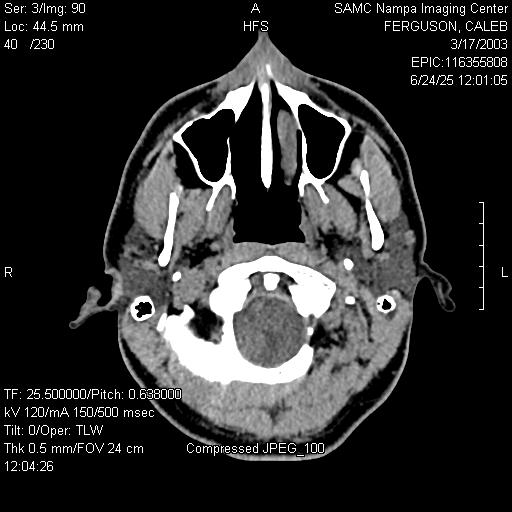 Ser: 3/Img: 90
Loc: 44.5 mm
40 /230
A
HFS
SAMC Nampa Imaging Center
FERGUSON, CALEB
3/17/2003
EPIC:116355808
6/24/25 12:01:05
R
L
TF: 25.500000/Pitch: 0.638000
kV 120/mA 150/500 msec
Tilt: 0/Oper: TLW
Thk 0.5 mm/FOV 24 cm
12:04:26
Compressed JPEG_100